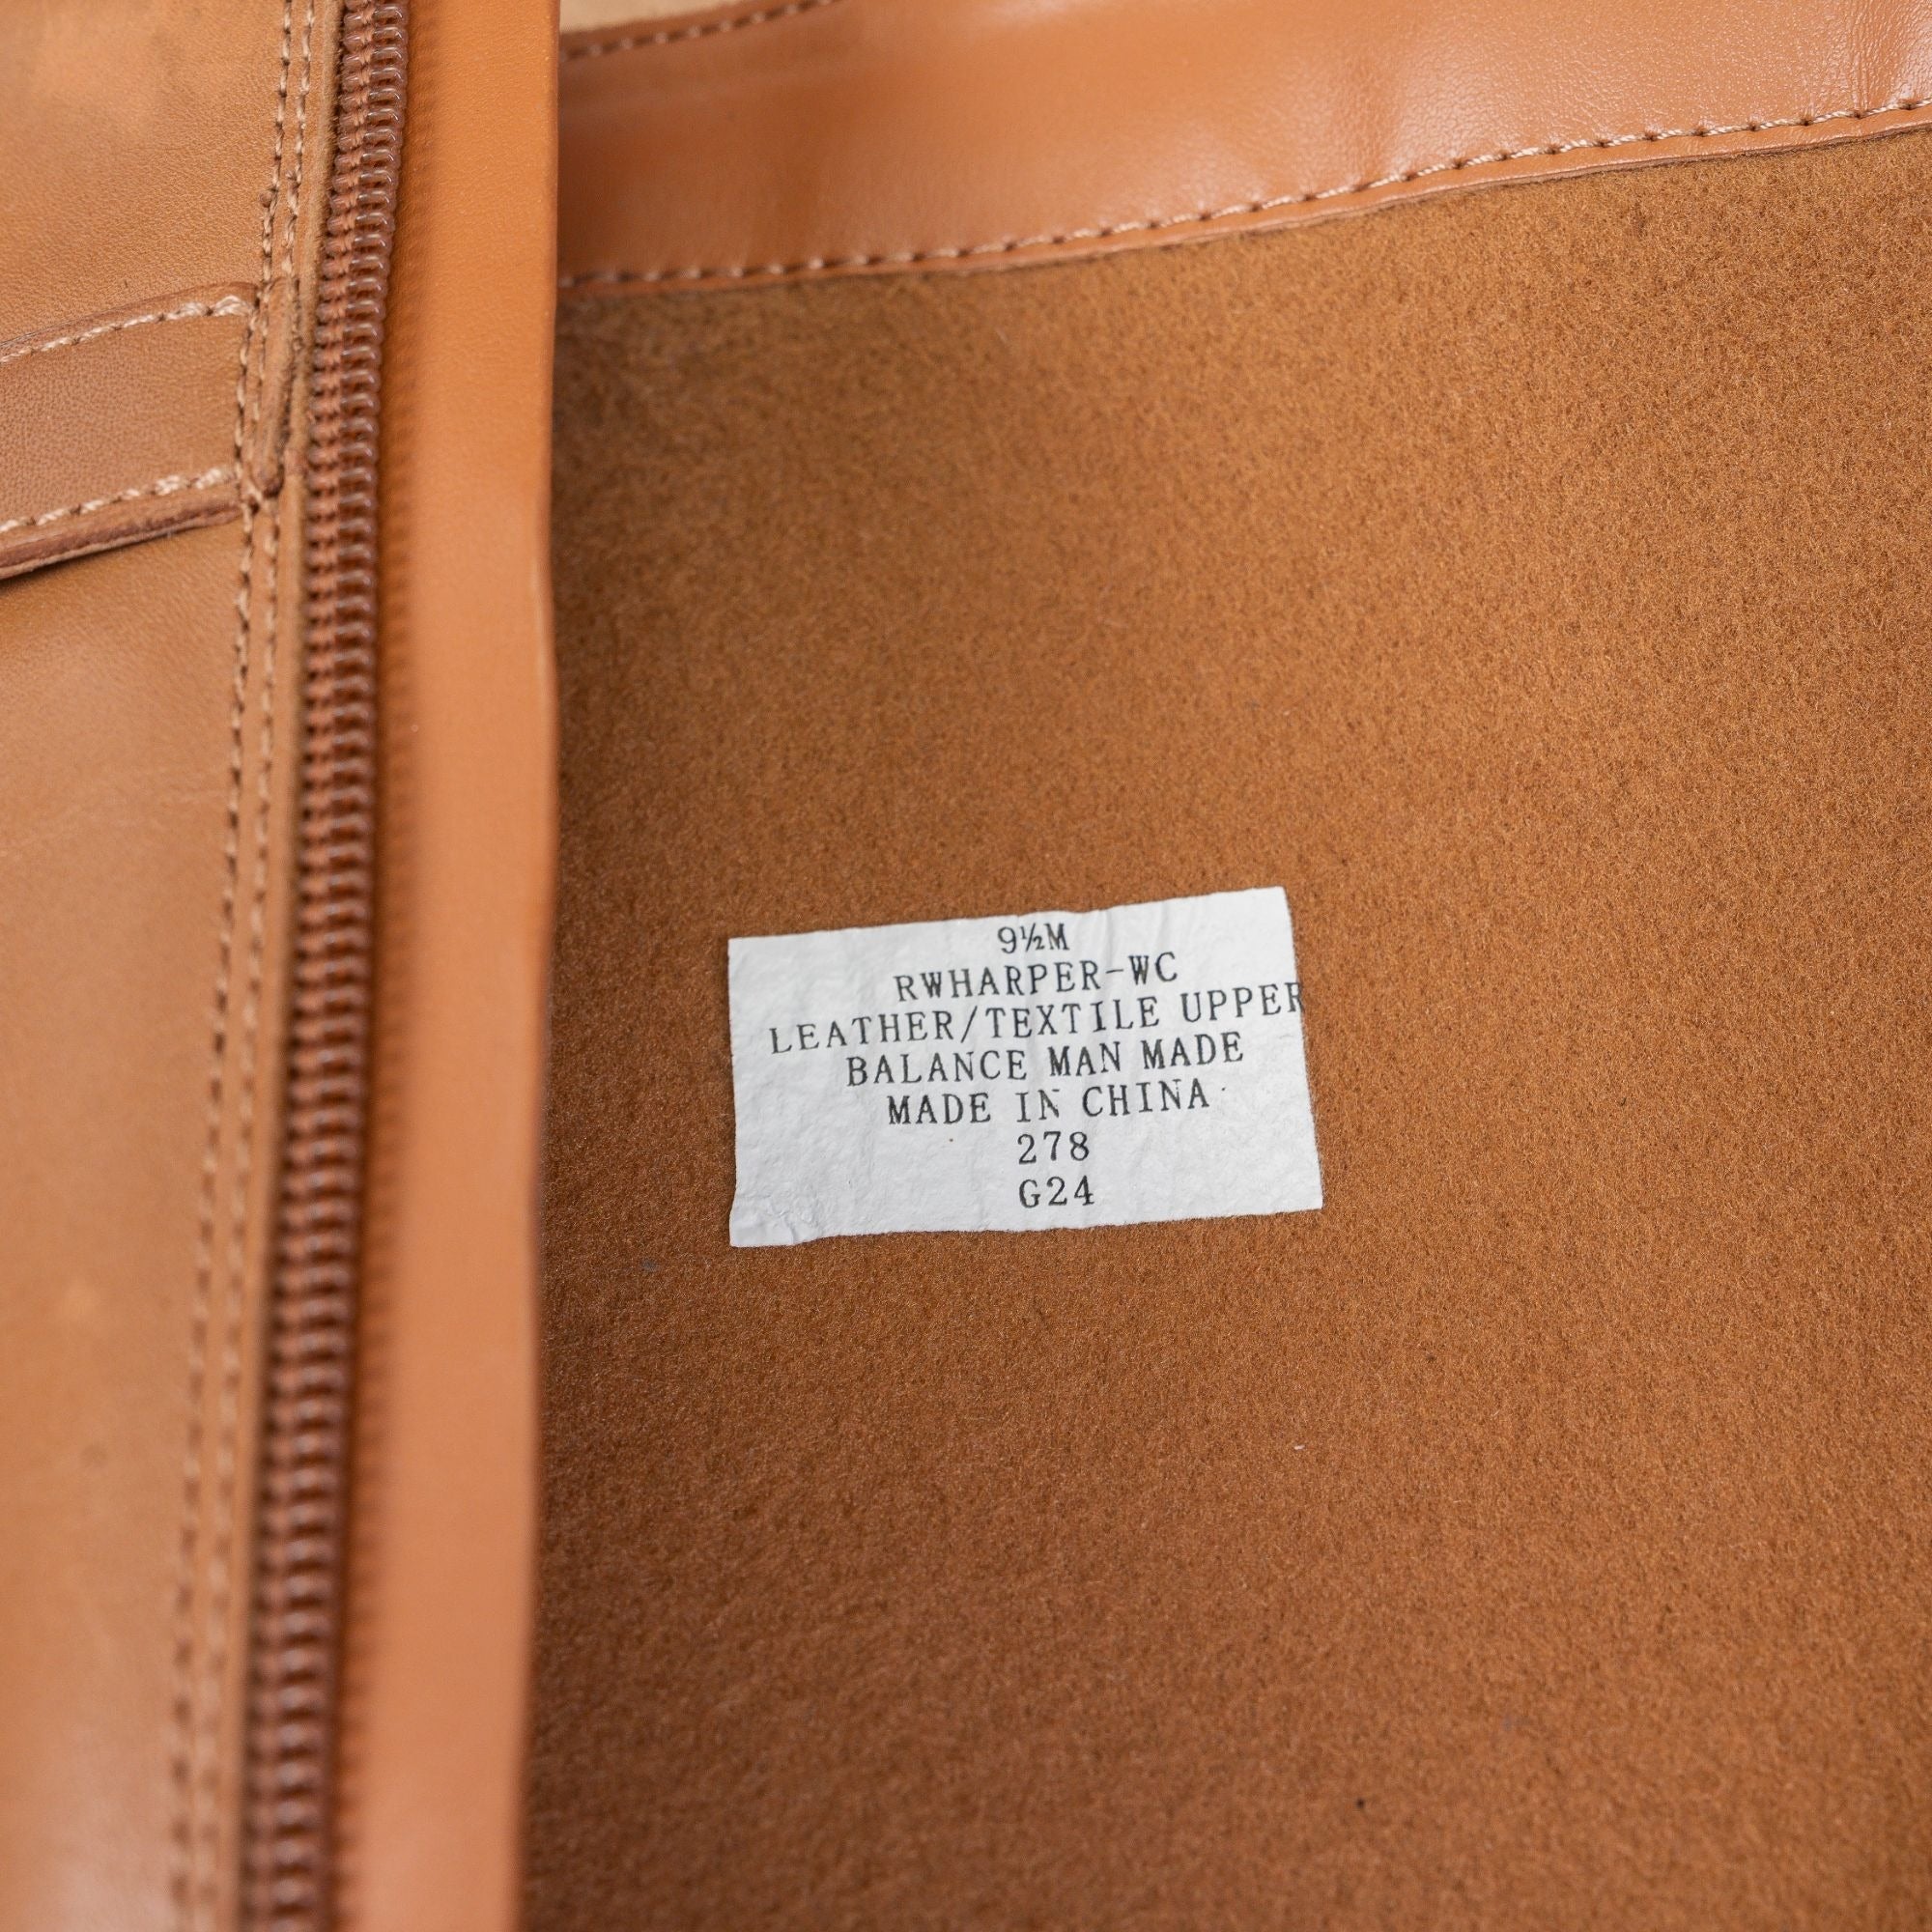 9½M
RWHARPER-WC
LEATHER/TEXTILE UPPER
BALANCE MAN MADE
MADE IN CHINA
278
G24